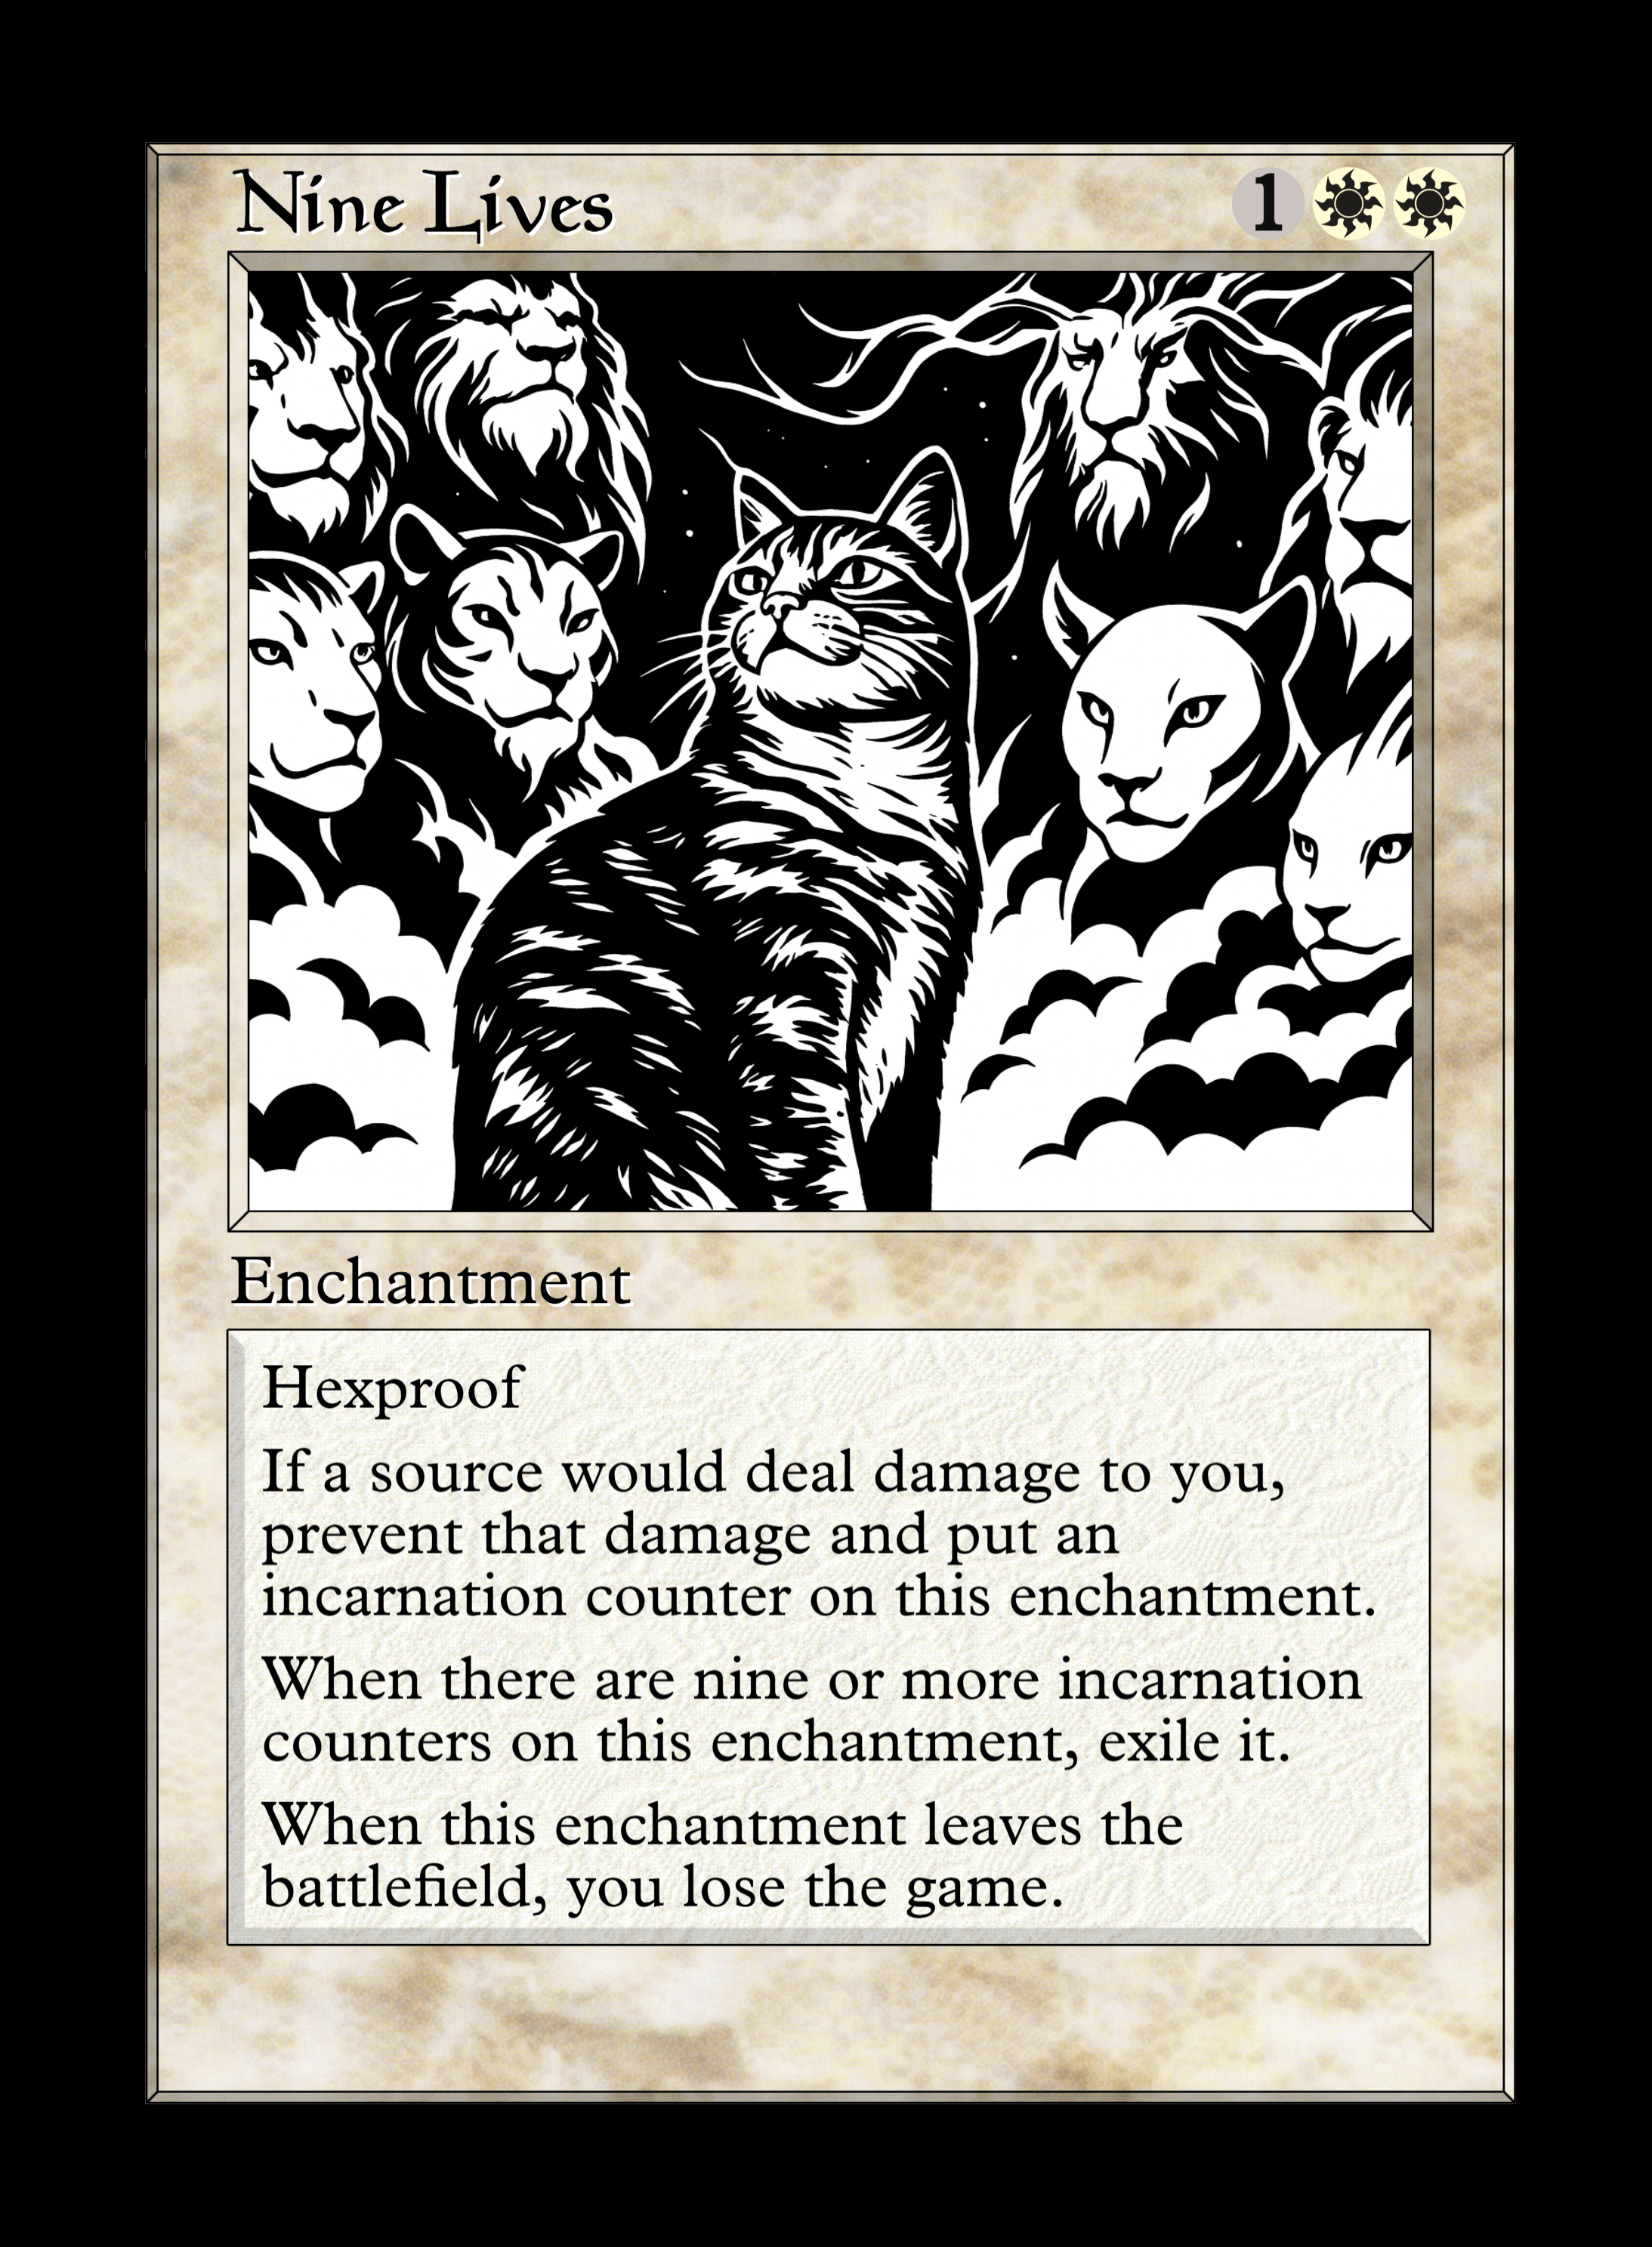 Nine Lives 1
Enchantment
Hexproof
If a source would deal damage to you,
prevent that damage and put an
incarnation counter on this enchantment.
When there are nine or more incarnation
counters on this enchantment, exile it.
When this enchantment leaves the
battlefield, you lose the game.